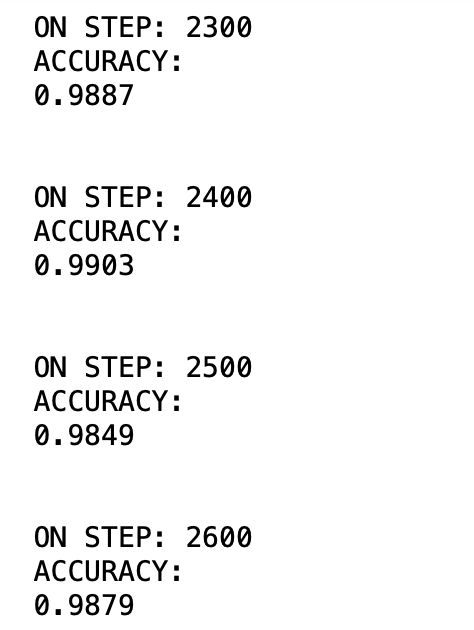 ON STEP: 2300
ACCURACY:
0.9887
ON STEP: 2400
ACCURACY:
0.9903
ON STEP: 2500
ACCURACY:
0.9849
ON STEP: 2600
ACCURACY:
0.9879